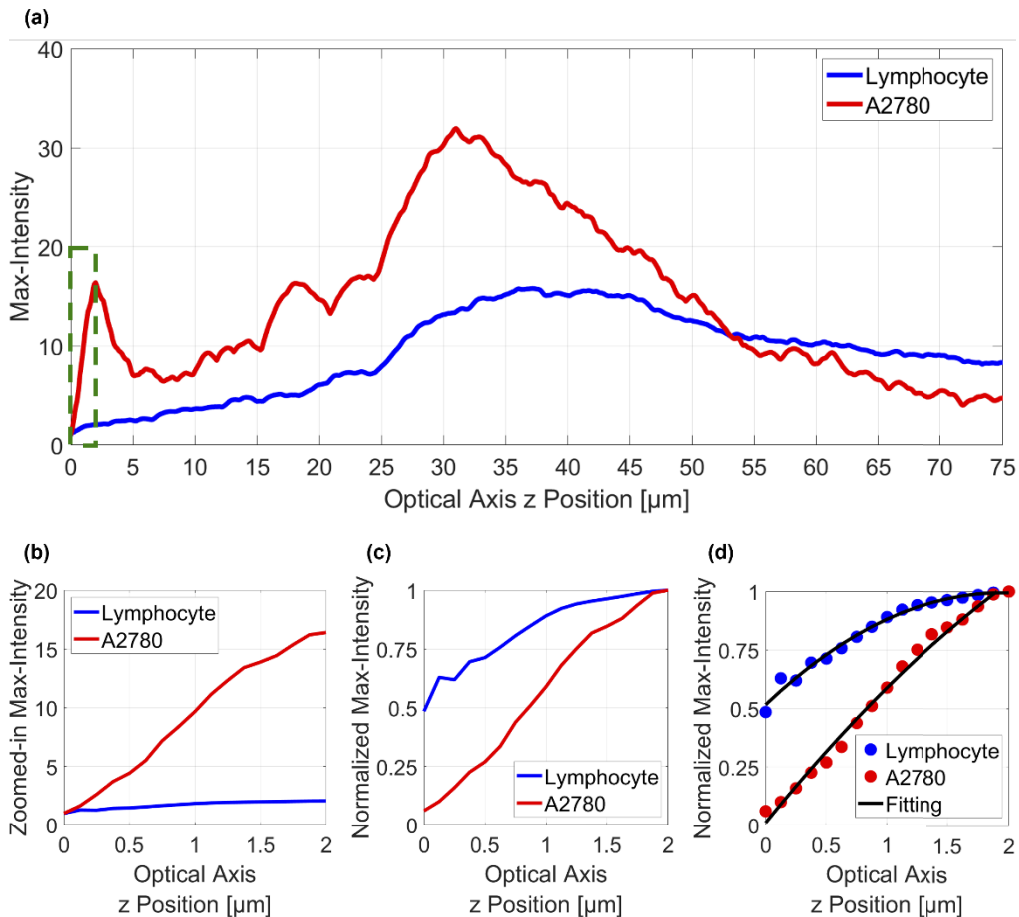 (a)
40
30
20
10
0
Max-Intensity
Lymphocyte
A2780
0 5 10 15 20 25 30 35 40 45 50 55 60 65 70 75
Optical Axis z Position [µm]
(b)
20
15
10
5
0
Zoomed-in Max-Intensity
Lymphocyte
A2780
0 0.5 1.0 1.5 2
Optical Axis
z Position [µm]
(c)
1
0.75
0.5
0.25
0
Normalized Max-Intensity
Lymphocyte
A2780
0 0.5 1.0 1.5 2
Optical Axis
z Position [µm]
(d)
1
0.75
0.5
0.25
0
Normalized Max-Intensity
Lymphocyte
A2780
Fitting
0 0.5 1.0 1.5 2
Optical Axis
z Position [µm]